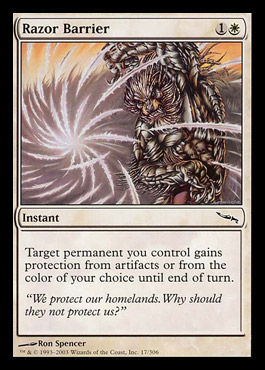 Razor Barrier 1
Instant
Target permanent you control gains
protection from artifacts or from the
color of your choice until end of turn.
“We protect our homelands. Why should
they not protect us?”
Ron Spencer
™ & © 1993–2003 Wizards of the Coast, Inc. 17/306